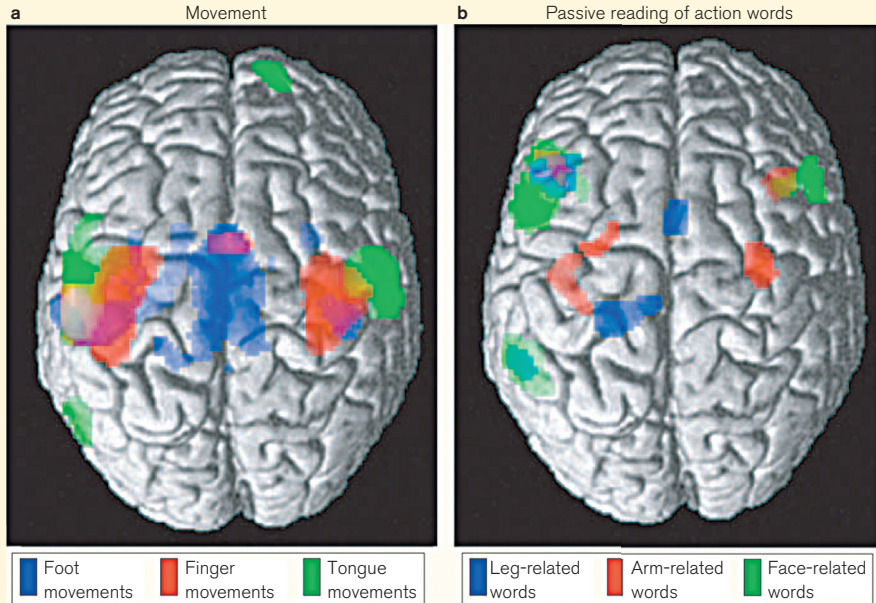 a Movement
b Passive reading of action words
Foot movements
Finger movements
Tongue movements
Leg-related words
Arm-related words
Face-related words